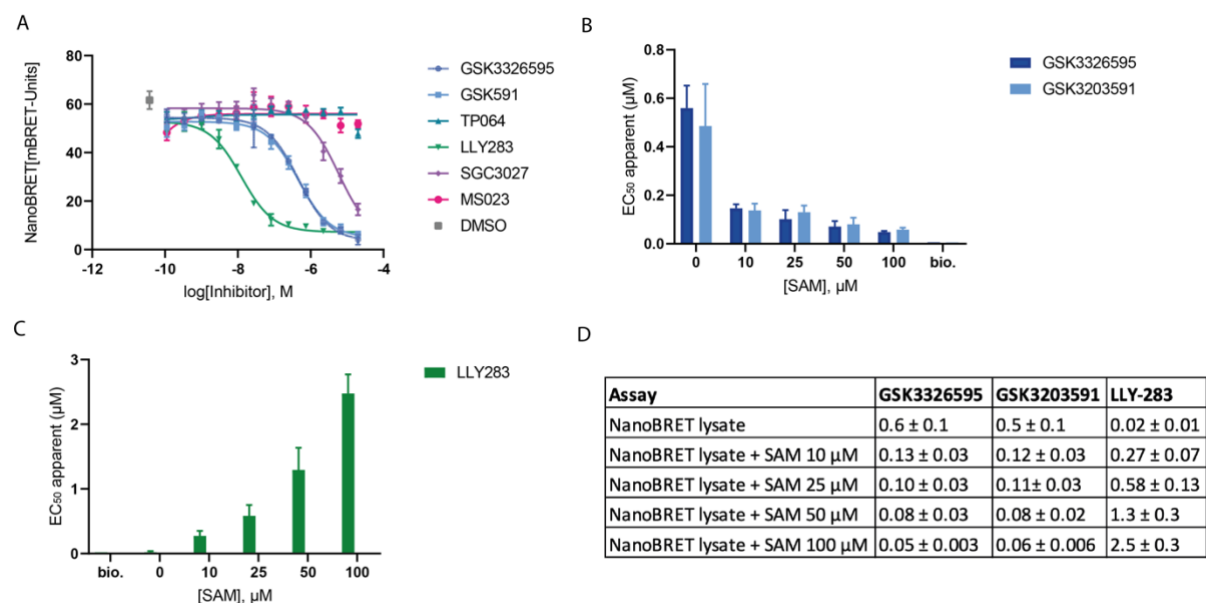 A
NanoBRET[mBRET-Units]
80
60
40
20
0
-12
-10
-8
-6
-4
log[Inhibitor], M
GSK3326595
GSK591
TP064
LLY283
SGC3027
MS023
DMSO
B
EC₅₀ apparent (µM)
0.8
0.6
0.4
0.2
0.0
0
10
25
50
100
bio.
[SAM], µM
GSK3326595
GSK3203591
C
EC₅₀ apparent (µM)
3
2
1
0
bio.
0
10
25
50
100
[SAM], µM
LLY283
D
Assay GSK3326595 GSK3203591 LLY-283
NanoBRET lysate 0.6 ± 0.1 0.5 ± 0.1 0.02 ± 0.01
NanoBRET lysate + SAM 10 µM 0.13 ± 0.03 0.12 ± 0.03 0.27 ± 0.07
NanoBRET lysate + SAM 25 µM 0.10 ± 0.03 0.11± 0.03 0.58 ± 0.13
NanoBRET lysate + SAM 50 µM 0.08 ± 0.03 0.08 ± 0.02 1.3 ± 0.3
NanoBRET lysate + SAM 100 µM 0.05 ± 0.003 0.06 ± 0.006 2.5 ± 0.3